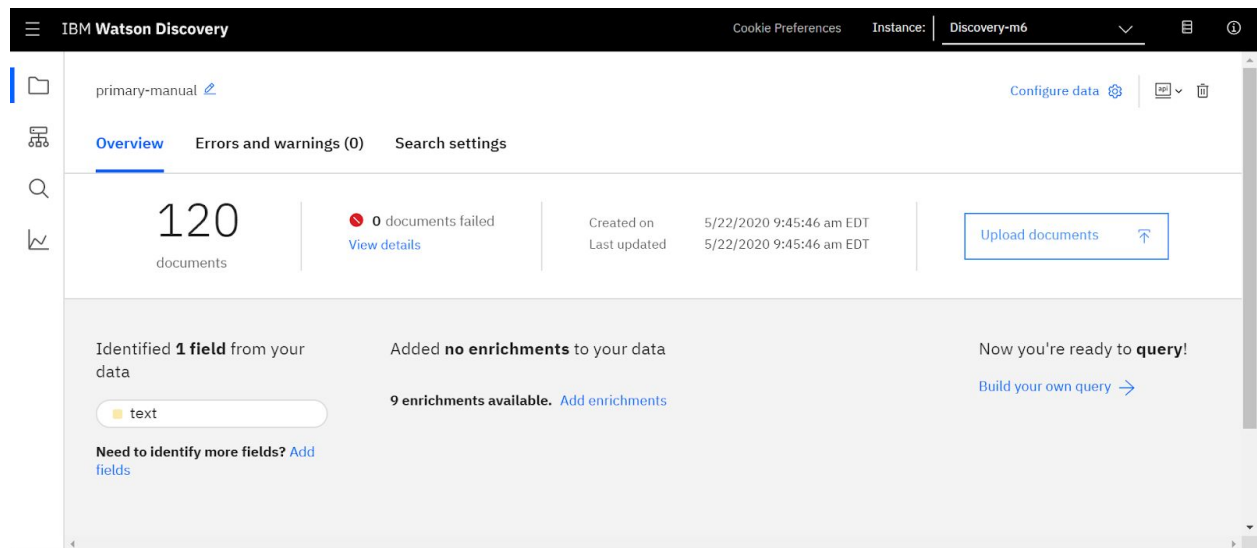 IBM Watson Discovery
Cookie Preferences
Instance:
Discovery-m6
primary-manual
Configure data
api
Overview
Errors and warnings (0)
Search settings
120
documents
0 documents failed
View details
Created on 5/22/2020 9:45:46 am EDT
Last updated 5/22/2020 9:45:46 am EDT
Upload documents
Identified 1 field from your
data
text
Need to identify more fields? Add
fields
Added no enrichments to your data
9 enrichments available. Add enrichments
Now you're ready to query!
Build your own query